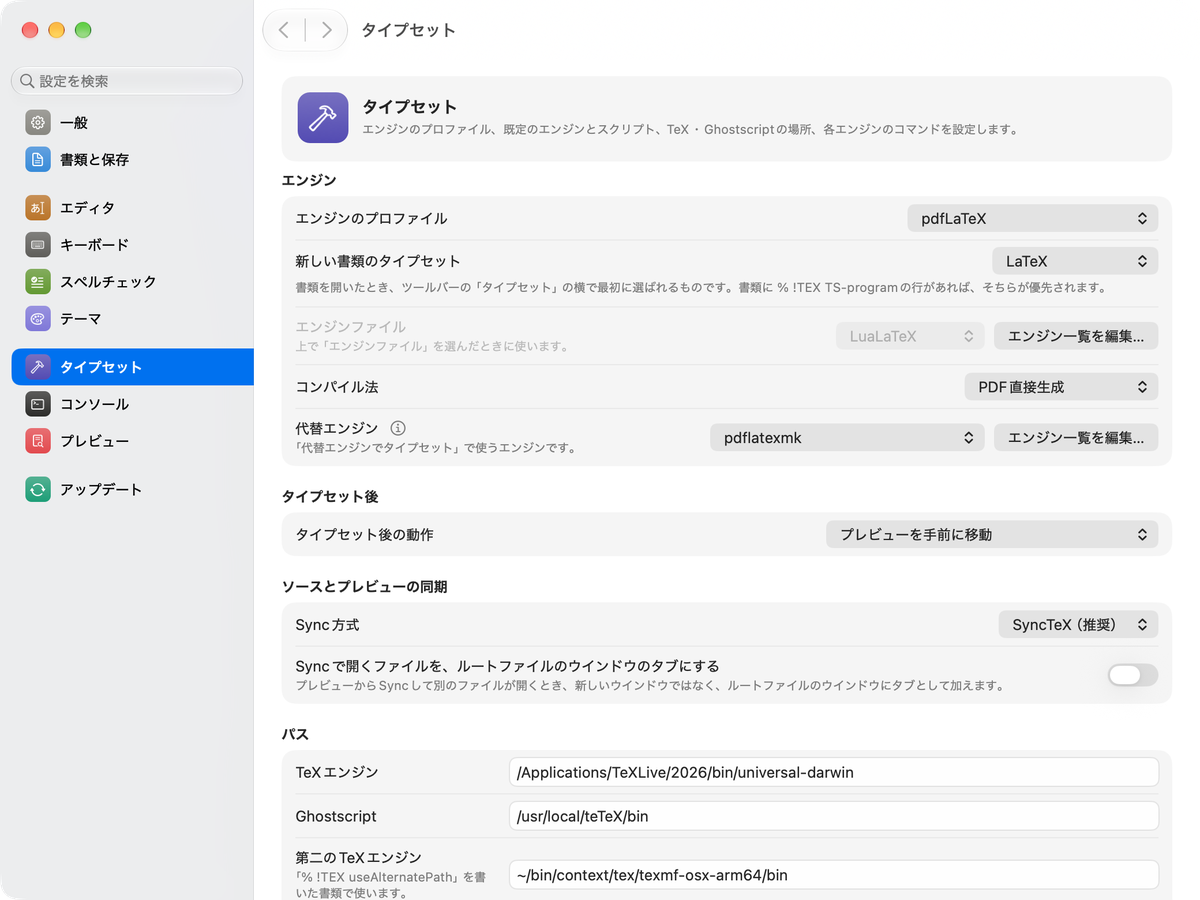 タイプセット
設定を検索
一般
書類と保存
エディタ
キーボード
スペルチェック
テーマ
タイプセット
コンソール
プレビュー
アップデート
タイプセット
エンジンのプロファイル、既定のエンジンとスクリプト、TeX・Ghostscriptの場所、各エンジンのコマンドを設定します。
エンジン
エンジンのプロファイル
pdfLaTeX
新しい書類のタイプセット
LaTeX
書類を開いたとき、ツールバーの「タイプセット」の横で最初に選ばれるものです。書類に % !TEX TS-programの行があれば、そちらが優先されます。
エンジンファイル
上で「エンジンファイル」を選んだときに使います。
LuaLaTeX
エンジン一覧を編集...
コンパイル法
PDF直接生成
代替エンジン
「代替エンジンでタイプセット」で使うエンジンです。
pdflatexmk
エンジン一覧を編集...
タイプセット後
タイプセット後の動作
プレビューを手前に移動
ソースとプレビューの同期
Sync方式
SyncTeX（推奨）
Syncで開くファイルを、ルートファイルのウインドウのタブにする
プレビューからSyncして別のファイルが開くとき、新しいウインドウではなく、ルートファイルのウインドウにタブとして加えます。
パス
TeXエンジン
/Applications/TeXLive/2026/bin/universal-darwin
Ghostscript
/usr/local/teTeX/bin
第二のTeXエンジン
「% !TEX useAlternatePath」を書
いた書類で使います。
~/bin/context/tex/texmf-osx-arm64/bin